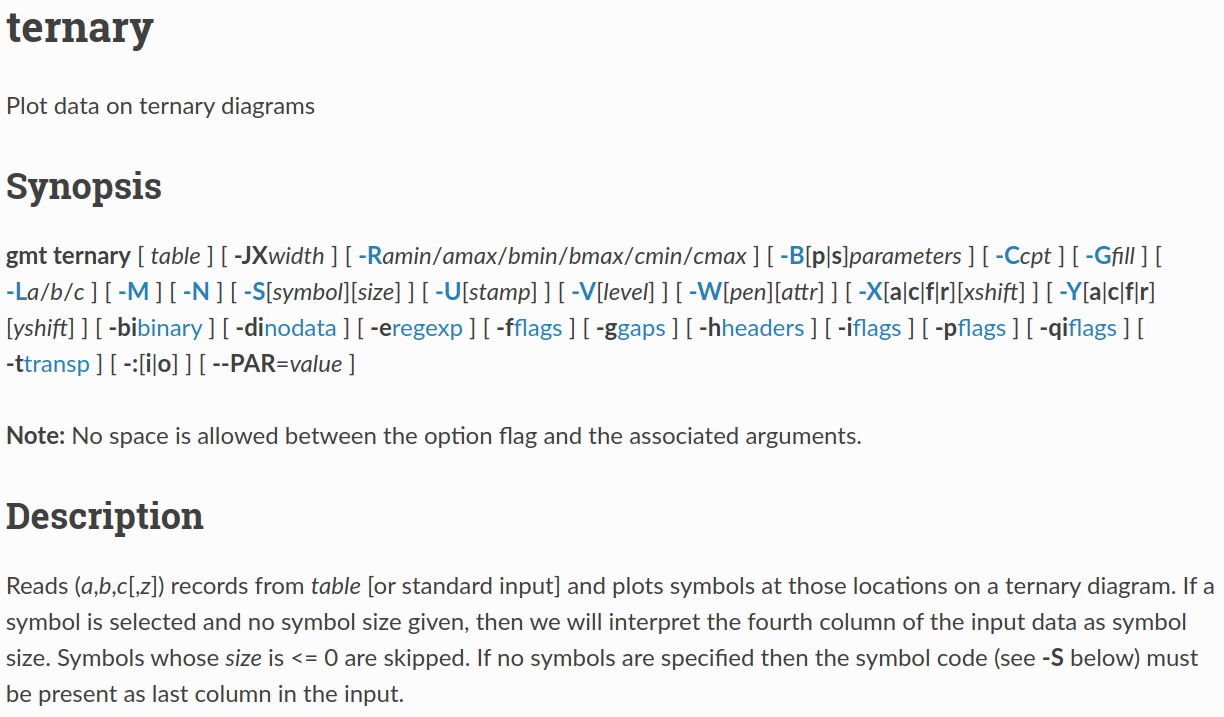 ternary
Plot data on ternary diagrams
Synopsis
gmt ternary [ table ] [ -JXwidth ] [ -Ramin/amax/bmin/bmax/cmin/cmax ] [ -B[p|s]parameters ] [ -Ccpt ] [ -Gfill ] [
-La/b/c ] [ -M ] [ -N ] [ -S[symbol][size] ] [ -U[stamp] ] [ -V[level] ] [ -W[pen][attr] ] [ -X[a|c|f|r][xshift] ] [ -Y[a|c|f|r]
[yshift] ] [ -bibinary ] [ -dinodata ] [ -eregexp ] [ -fflags ] [ -ggaps ] [ -hheaders ] [ -iflags ] [ -pflags ] [ -qiflags ] [
-ttransp ] [ -:[i|o] ] [ --PAR=value ]
Note: No space is allowed between the option flag and the associated arguments.
Description
Reads (a,b,c[,z]) records from table [or standard input] and plots symbols at those locations on a ternary diagram. If a
symbol is selected and no symbol size given, then we will interpret the fourth column of the input data as symbol
size. Symbols whose size is <= 0 are skipped. If no symbols are specified then the symbol code (see -S below) must
be present as last column in the input.